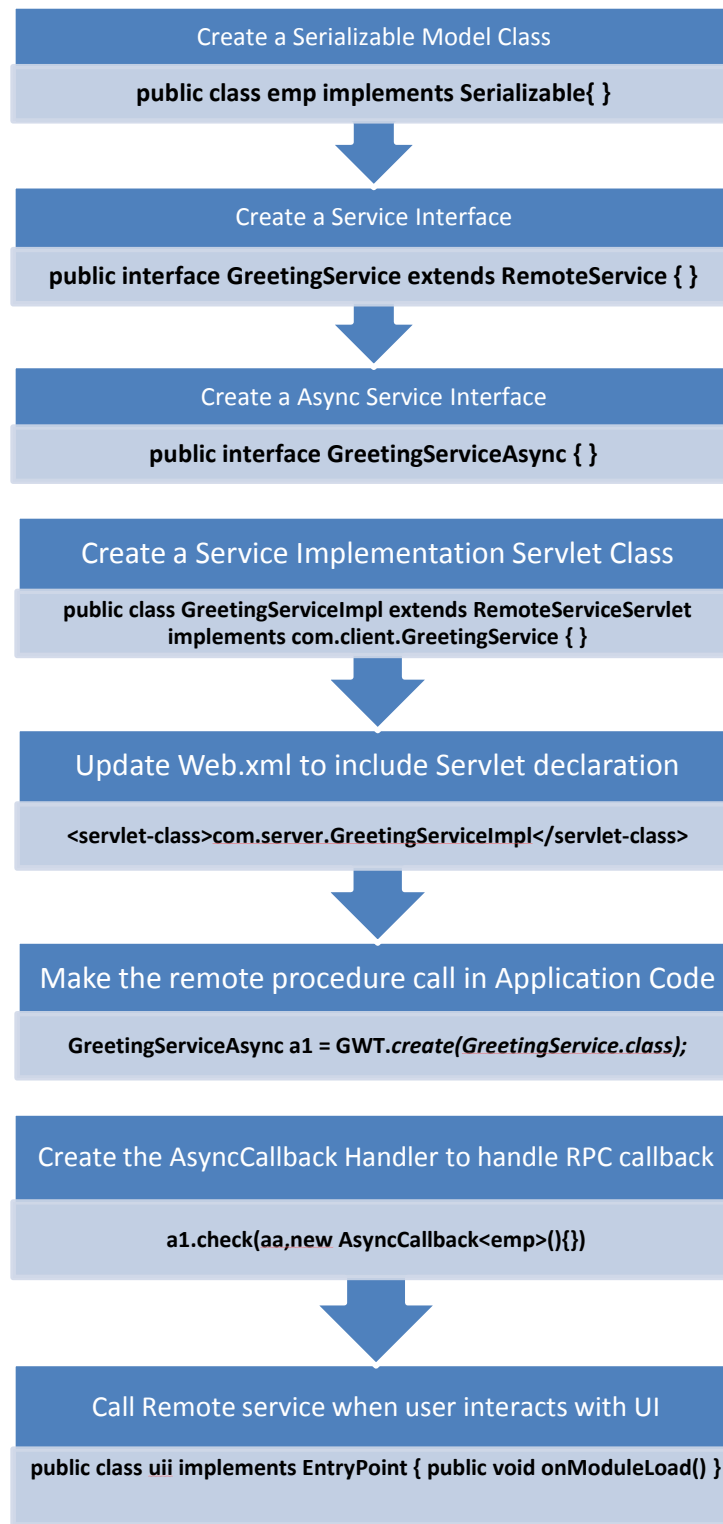 Create a Serializable Model Class
public class emp implements Serializable{ }
Create a Service Interface
public interface GreetingService extends RemoteService { }
Create a Async Service Interface
public interface GreetingServiceAsync { }
Create a Service Implementation Servlet Class
public class GreetingServiceImpl extends RemoteServiceServlet
implements com.client.GreetingService { }
Update Web.xml to include Servlet declaration
<servlet-class>com.server.GreetingServiceImpl</servlet-class>
Make the remote procedure call in Application Code
GreetingServiceAsync a1 = GWT.create(GreetingService.class);
Create the AsyncCallback Handler to handle RPC callback
a1.check(aa,new AsyncCallback<emp>(){})
Call Remote service when user interacts with UI
public class uii implements EntryPoint { public void onModuleLoad() }